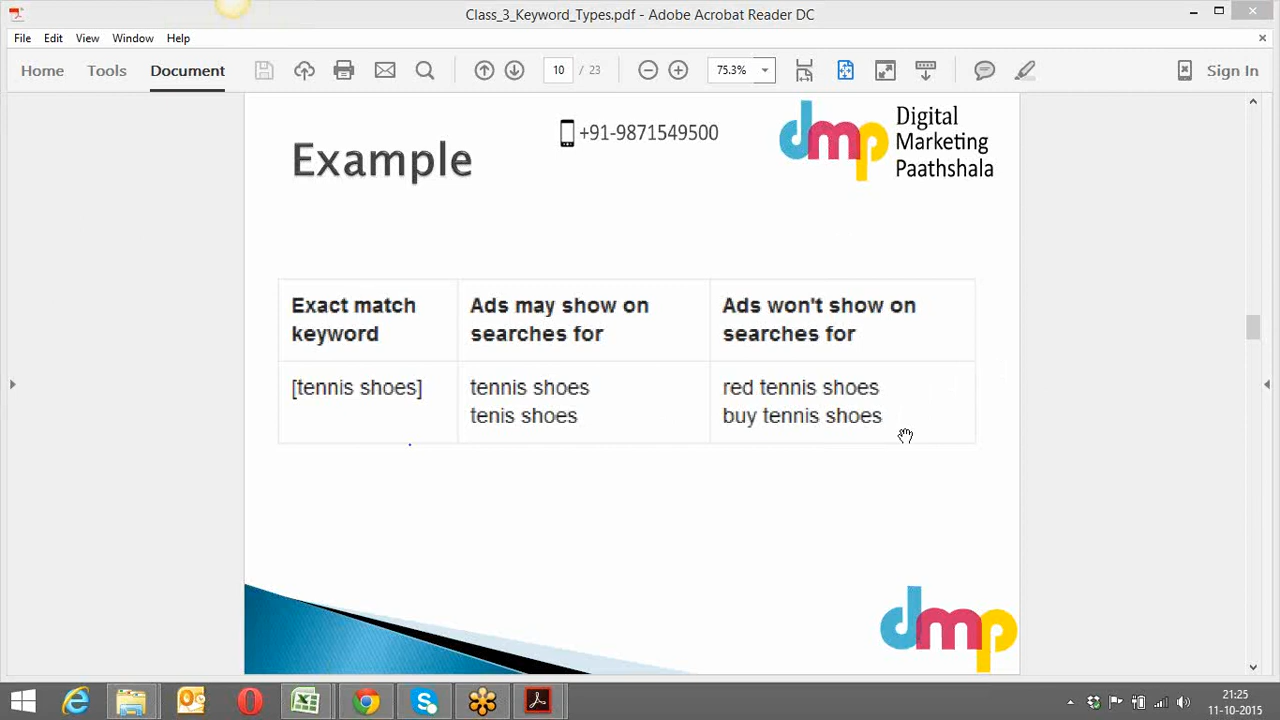 Class_3_Keyword_Types.pdf - Adobe Acrobat Reader DC
File Edit View Window Help
Home Tools Document 10 / 23 75.3% Sign In
+91-9871549500
Example
dmp Digital
Marketing
Paathshala
Exact match
keyword
Ads may show on
searches for
Ads won't show on
searches for
[tennis shoes]
tennis shoes
tenis shoes
red tennis shoes
buy tennis shoes
dmp
21:25
11-10-2015